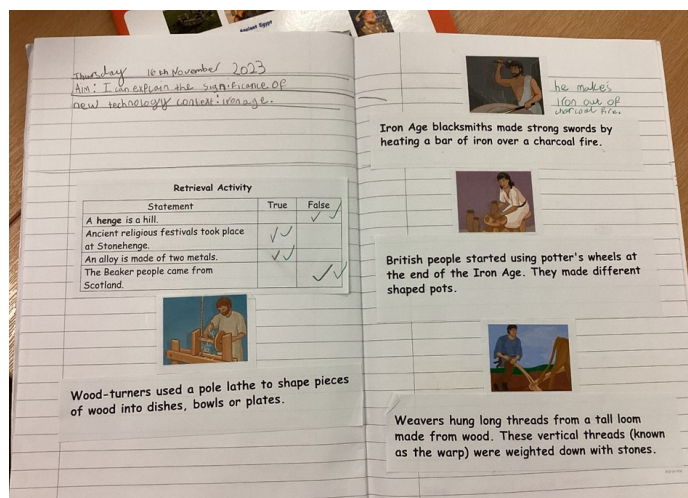 Ancient Egypt
Thursday 16th November 2023
Aim: I can explain the significance of
new technology context: iron age.
Retrieval Activity
Statement True False
A henge is a hill. ✓ ✓
Ancient religious festivals took place
at Stonehenge. ✓ ✓
An alloy is made of two metals. ✓ ✓
The Beaker people came from
Scotland. ✓ ✓
Wood-turners used a pole lathe to shape pieces
of wood into dishes, bowls or plates.
he makes
iron out of
charcoal fire.
Iron Age blacksmiths made strong swords by
heating a bar of iron over a charcoal fire.
British people started using potter's wheels at
the end of the Iron Age. They made different
shaped pots.
Weavers hung long threads from a tall loom
made from wood. These vertical threads (known
as the warp) were weighted down with stones.